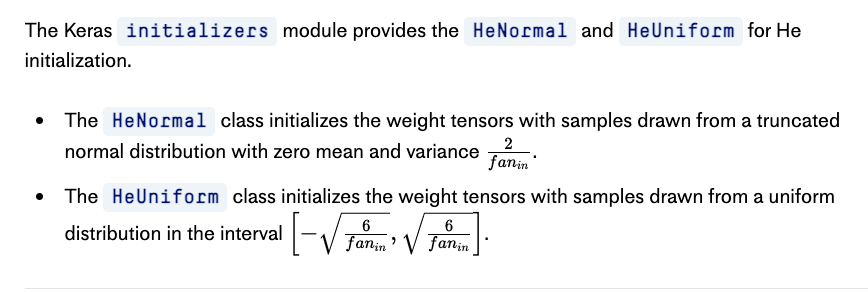 The Keras initializers module provides the HeNormal and HeUniform for He
initialization.
• The HeNormal class initializes the weight tensors with samples drawn from a truncated
normal distribution with zero mean and variance $\frac{2}{fan_{in}}$.
• The HeUniform class initializes the weight tensors with samples drawn from a uniform
distribution in the interval $\left[-\sqrt{\frac{6}{fan_{in}}}, \sqrt{\frac{6}{fan_{in}}}\right]$.